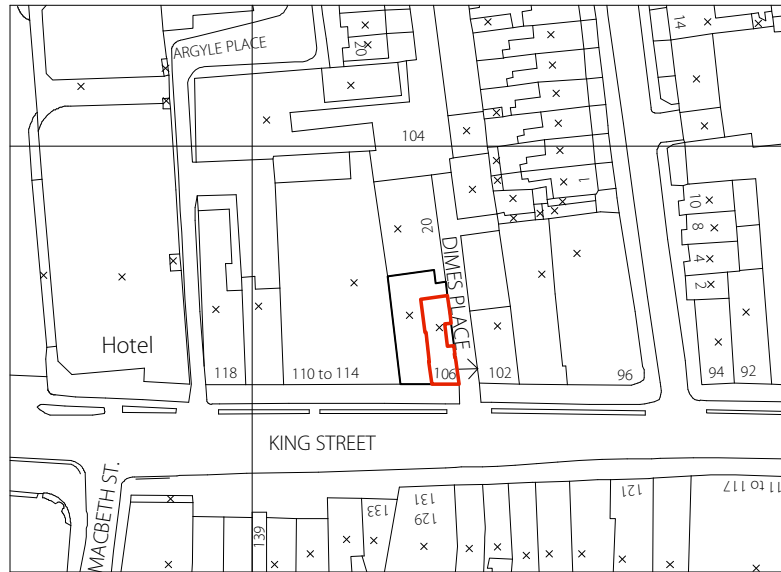 ARGYLE PLACE
20
14
104
1
10
8
4
2
20
DIMES PLACE
Hotel
118
110 to 114
106
102
96
94
92
KING STREET
MACBETH ST.
139
133
131
129
121
111 to 117